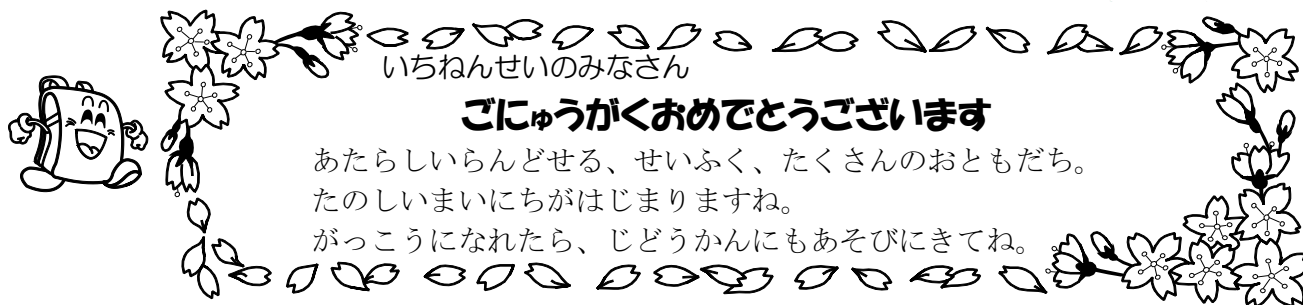 いちねんせいのみなさん
ごにゅうがくおめでとうございます
あたらしいらんどせる、せいふく、たくさんのおともだち。
たのしいまいにちがはじまりますね。
がっこうになれたら、じどうかんにもあそびにきてね。